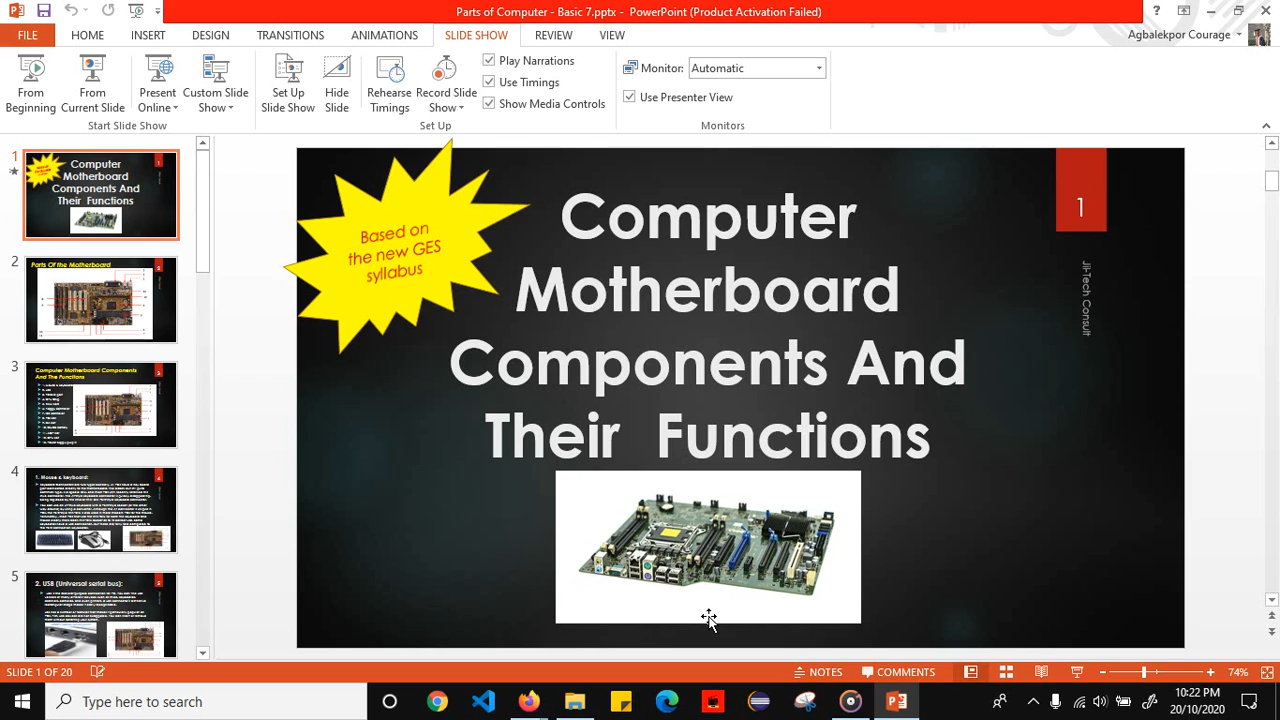 Parts of Computer - Basic 7.pptx - PowerPoint (Product Activation Failed)
FILE HOME INSERT DESIGN TRANSITIONS ANIMATIONS SLIDE SHOW REVIEW VIEW
Agbalekpor Courage
From Beginning
From Current Slide
Present Online
Custom Slide Show
Start Slide Show
Set Up Slide Show
Hide Slide
Rehearse Timings
Record Slide Show
Play Narrations
Use Timings
Show Media Controls
Set Up
Monitor: Automatic
Use Presenter View
Monitors
1
Computer
Motherboard
Components And
Their Functions
2
Parts Of the Motherboard
3
Computer Motherboard Components
And The Functions
4
1. Mouse & keyboard:
5
2. USB (Universal serial bus):
Based on
the new GES
syllabus
Computer
Motherboard
Components And
Their  Functions
1
Jil-Tech Consult
SLIDE 1 OF 20
NOTES
COMMENTS
74%
Type here to search
10:22 PM
20/10/2020